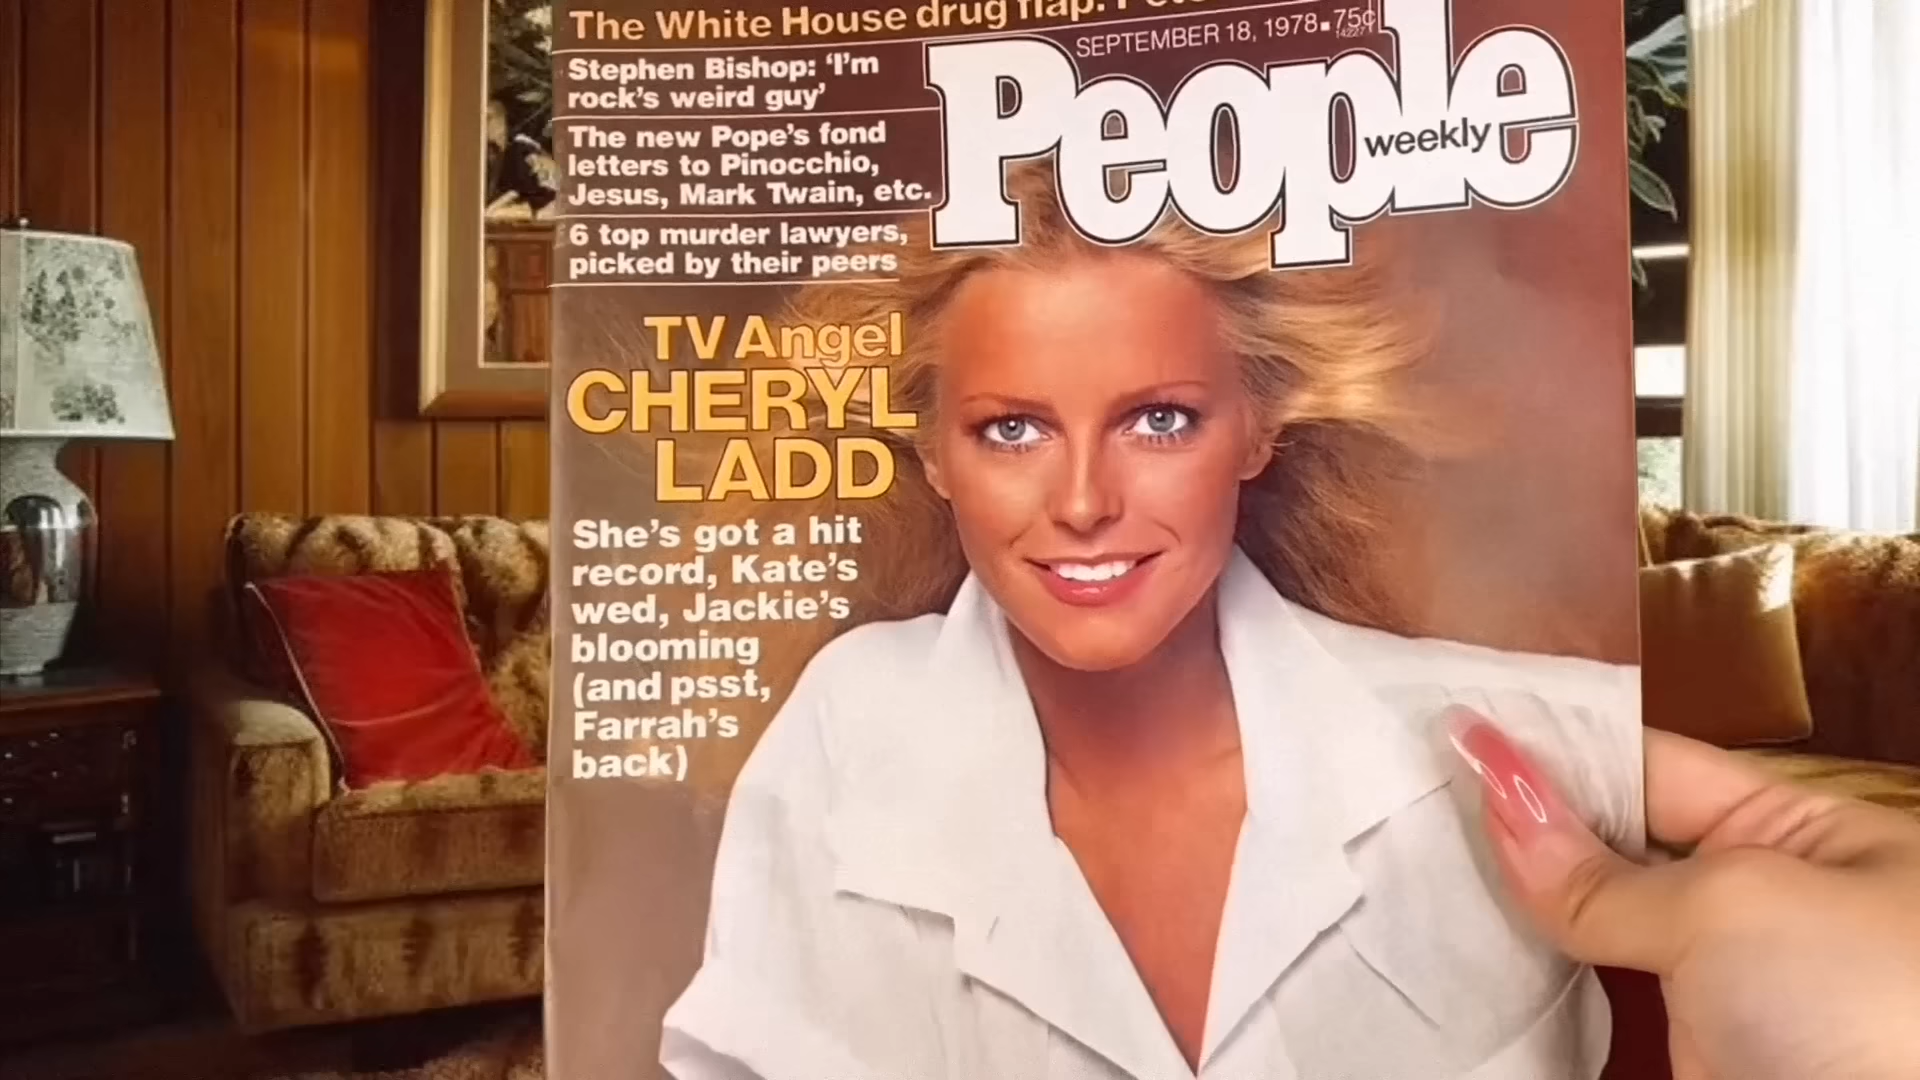 The White House drug flap:
SEPTEMBER 18, 1978 ▪ 75¢
People
weekly
Stephen Bishop: ‘I’m
rock’s weird guy’
The new Pope’s fond
letters to Pinocchio,
Jesus, Mark Twain, etc.
6 top murder lawyers,
picked by their peers
TV Angel
CHERYL
LADD
She’s got a hit
record, Kate’s
wed, Jackie’s
blooming
(and psst,
Farrah’s
back)